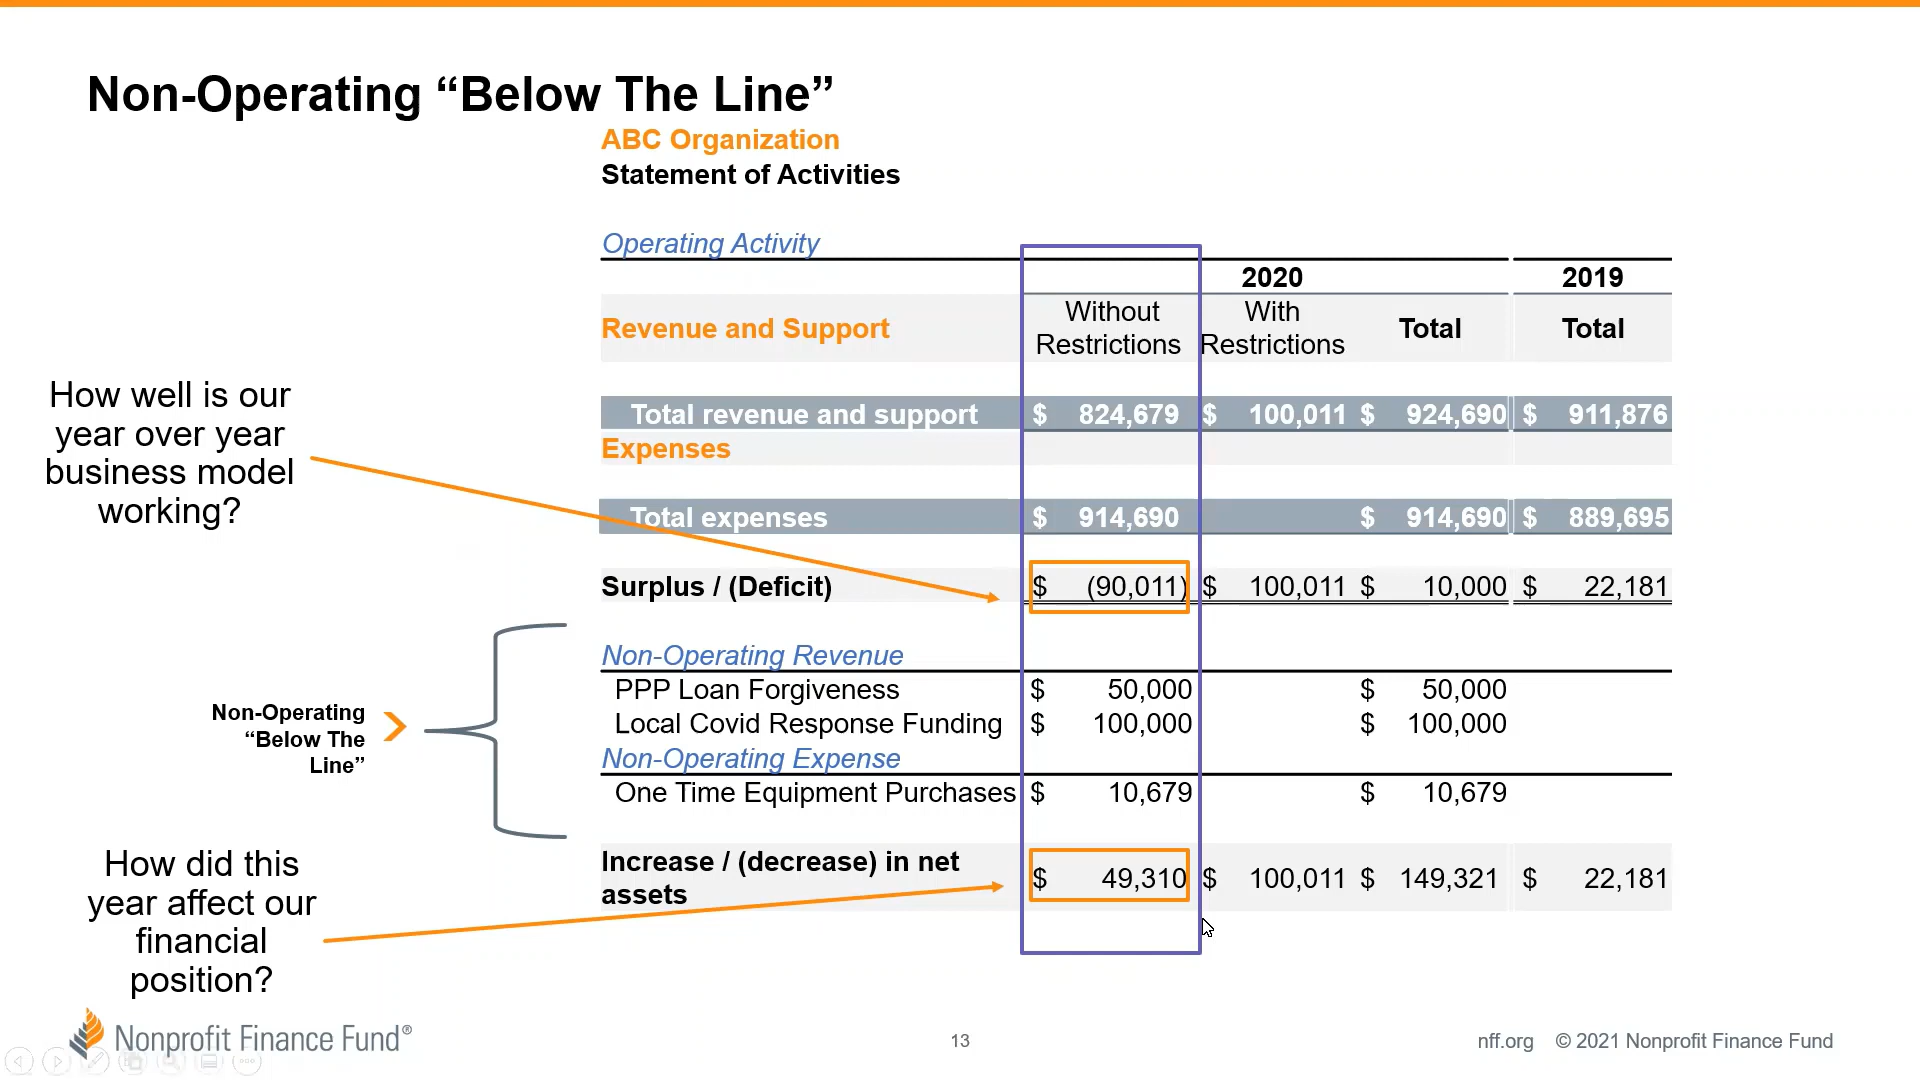 Non-Operating “Below The Line”
ABC Organization
Statement of Activities
Operating Activity
2020 2019
Revenue and Support Without Restrictions With Restrictions Total Total
Total revenue and support $ 824,679 $ 100,011 $ 924,690 $ 911,876
Expenses
Total expenses $ 914,690 $ 914,690 $ 889,695
Surplus / (Deficit) $ (90,011) $ 100,011 $ 10,000 $ 22,181
Non-Operating Revenue
PPP Loan Forgiveness $ 50,000 $ 50,000
Local Covid Response Funding $ 100,000 $ 100,000
Non-Operating Expense
One Time Equipment Purchases $ 10,679 $ 10,679
Increase / (decrease) in net
assets $ 49,310 $ 100,011 $ 149,321 $ 22,181
How well is our
year over year
business model
working?
Non-Operating
“Below The
Line”
How did this
year affect our
financial
position?
Nonprofit Finance Fund®
13
nff.org © 2021 Nonprofit Finance Fund